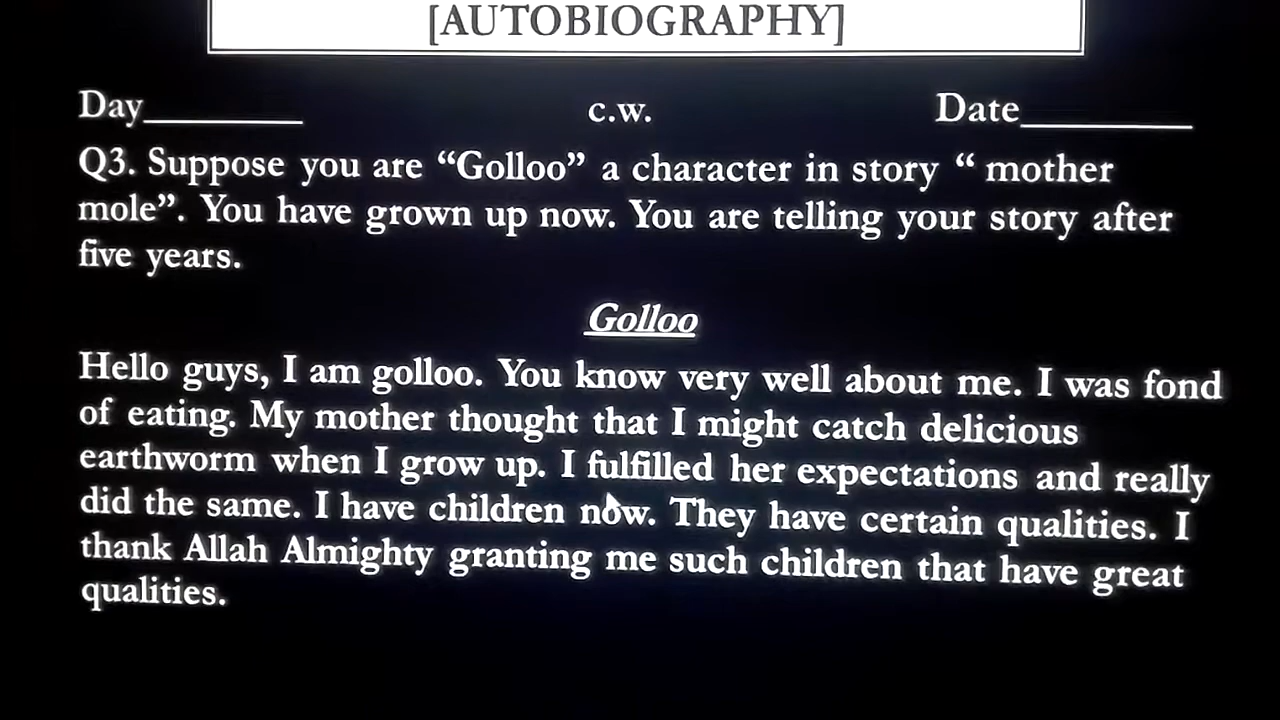 [AUTOBIOGRAPHY]
Day________ c.w. Date_________
Q3. Suppose you are “Golloo” a character in story “ mother
mole”. You have grown up now. You are telling your story after
five years.
Golloo
Hello guys, I am golloo. You know very well about me. I was fond
of eating. My mother thought that I might catch delicious
earthworm when I grow up. I fulfilled her expectations and really
did the same. I have children now. They have certain qualities. I
thank Allah Almighty granting me such children that have great
qualities.